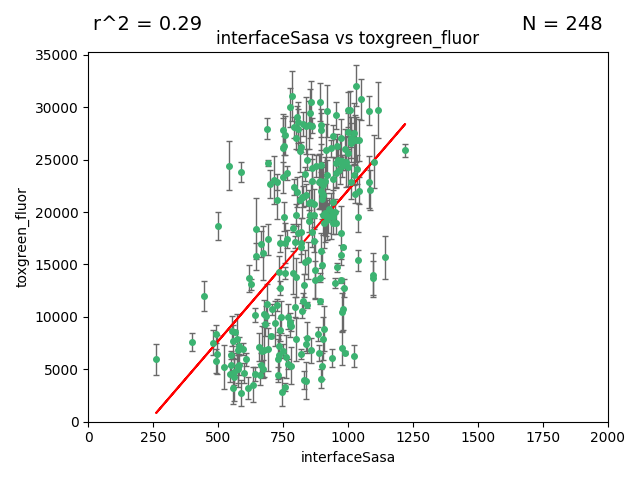 r^2 = 0.29
N = 248
interfaceSasa vs toxgreen_fluor
35000
30000
25000
20000
15000
10000
5000
0
toxgreen_fluor
0 250 500 750 1000 1250 1500 1750 2000
interfaceSasa